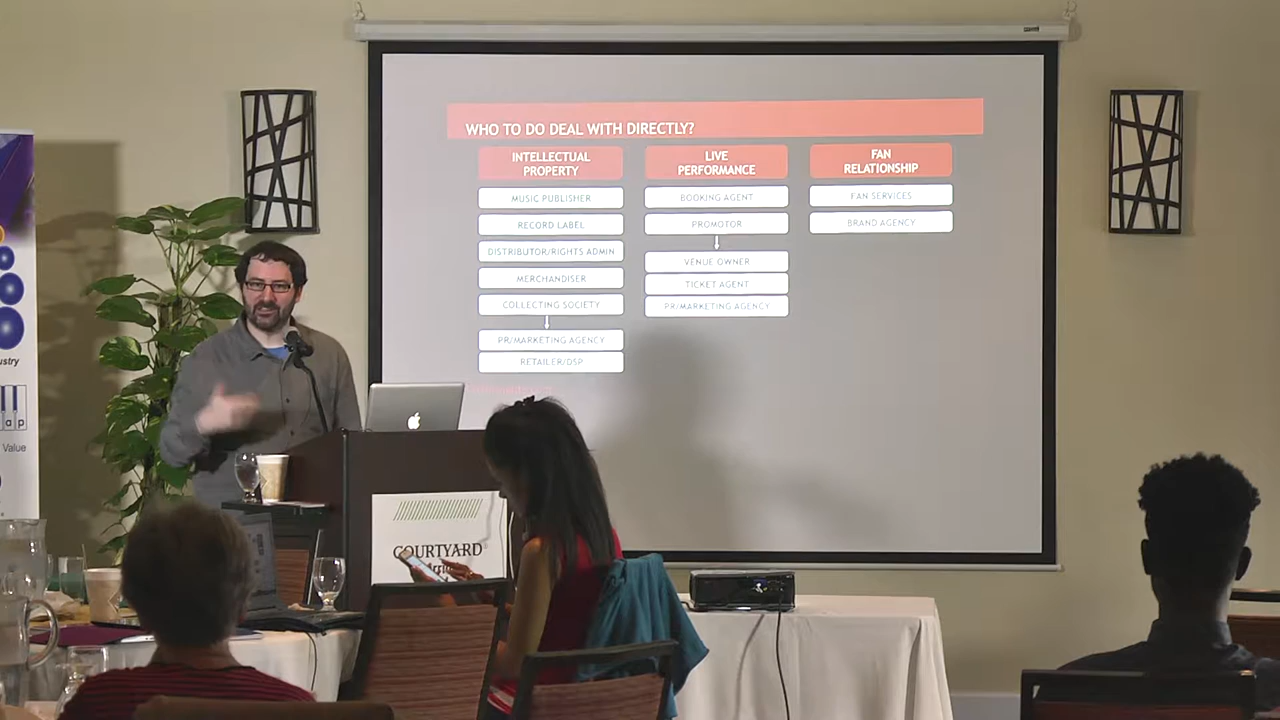 WHO TO DO DEAL WITH DIRECTLY?
INTELLECTUAL
PROPERTY
MUSIC PUBLISHER
RECORD LABEL
DISTRIBUTOR/RIGHTS ADMIN
MERCHANDISER
COLLECTING SOCIETY
PR/MARKETING AGENCY
RETAILER/DSP
LIVE
PERFORMANCE
BOOKING AGENT
PROMOTOR
VENUE OWNER
TICKET AGENT
PR/MARKETING AGENCY
FAN
RELATIONSHIP
FAN SERVICES
BRAND AGENCY
ustry
ap
Value
COURTYARD